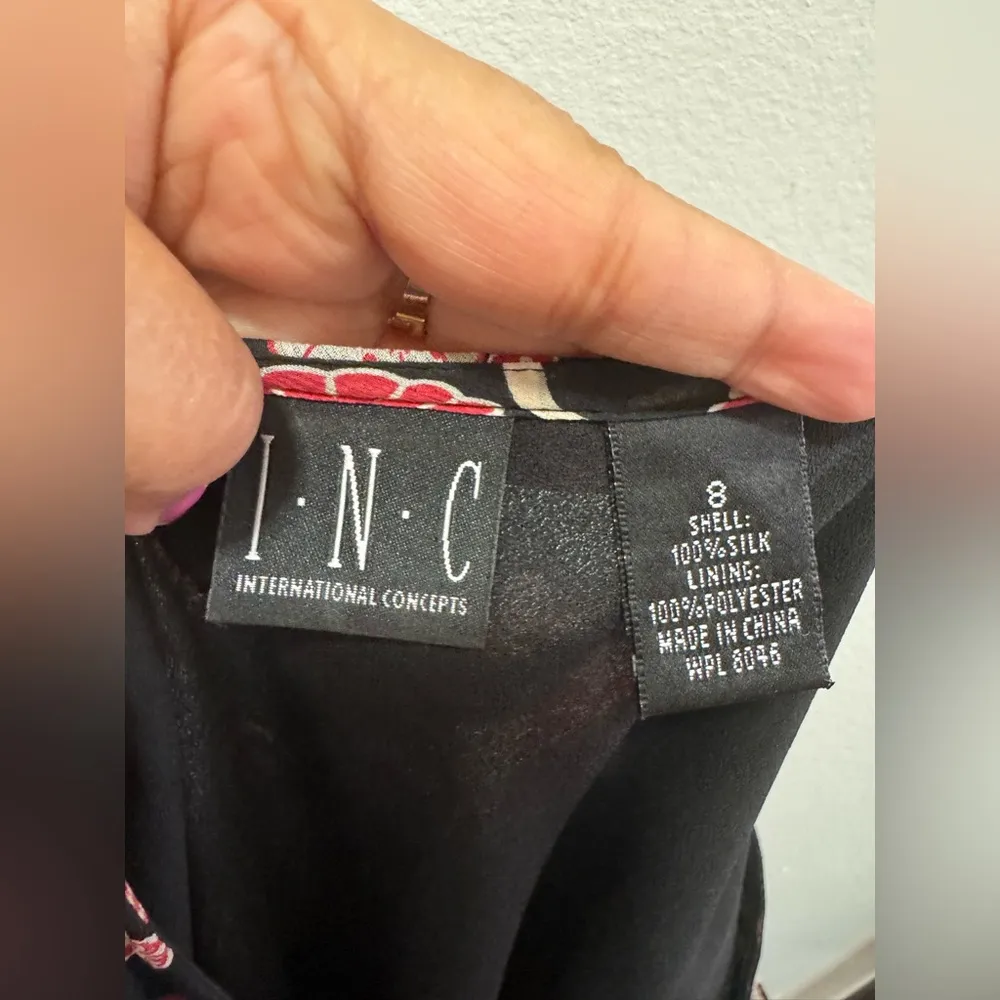 I·N·C
INTERNATIONAL CONCEPTS
8
SHELL:
100%SILK
LINING:
100%POLYESTER
MADE IN CHINA
WPL 8046